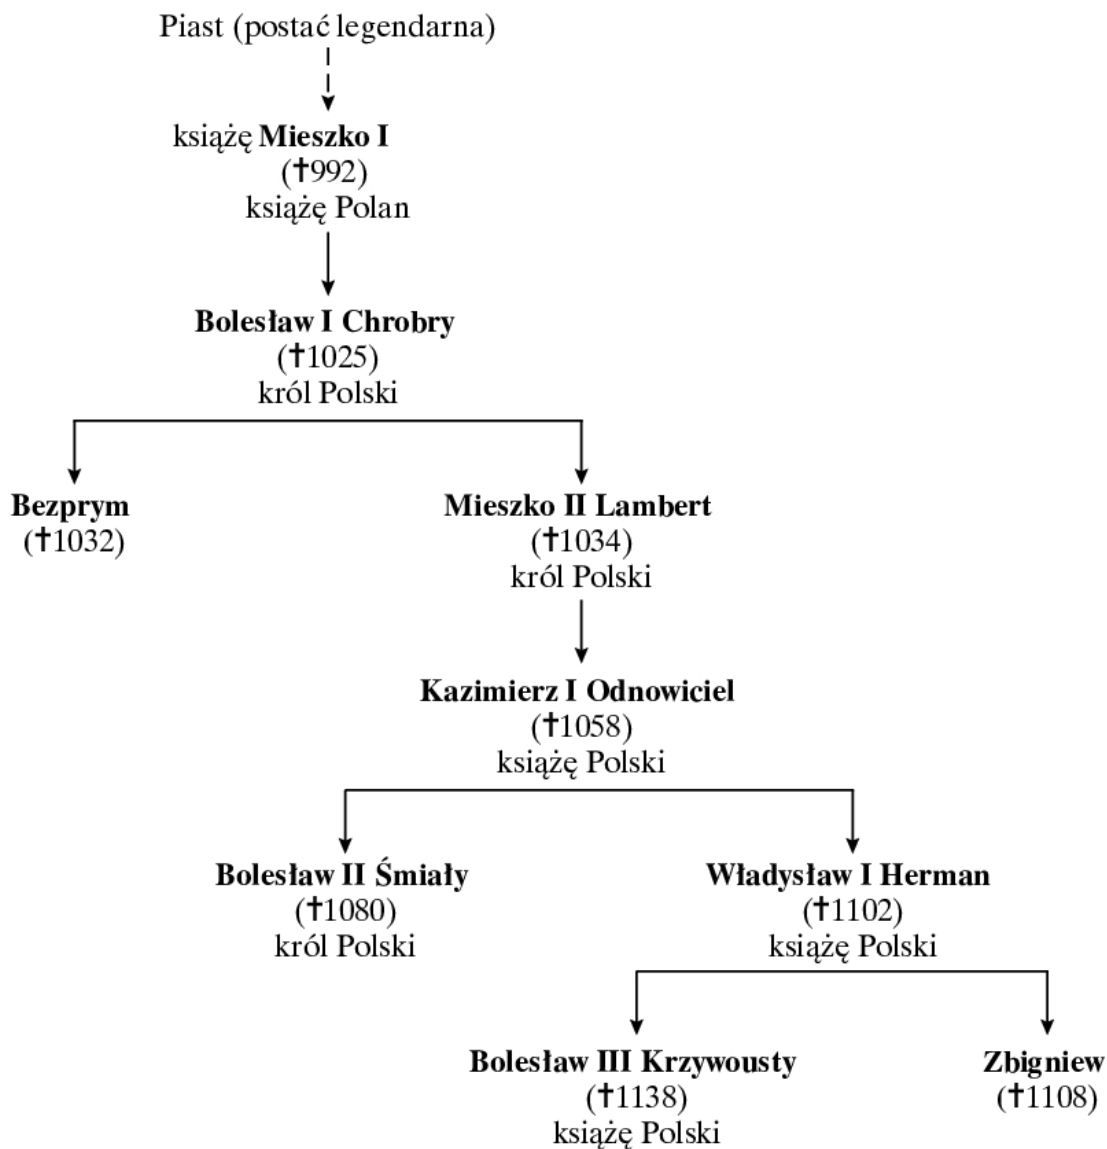 Piast (postać legendarna)
książę Mieszko I
(✝992)
książę Polan
Bolesław I Chrobry
(✝1025)
król Polski
Bezprym
(✝1032)
Mieszko II Lambert
(✝1034)
król Polski
Kazimierz I Odnowiciel
(✝1058)
książę Polski
Bolesław II Śmiały
(✝1080)
król Polski
Władysław I Herman
(✝1102)
książę Polski
Bolesław III Krzywousty
(✝1138)
książę Polski
Zbigniew
(✝1108)